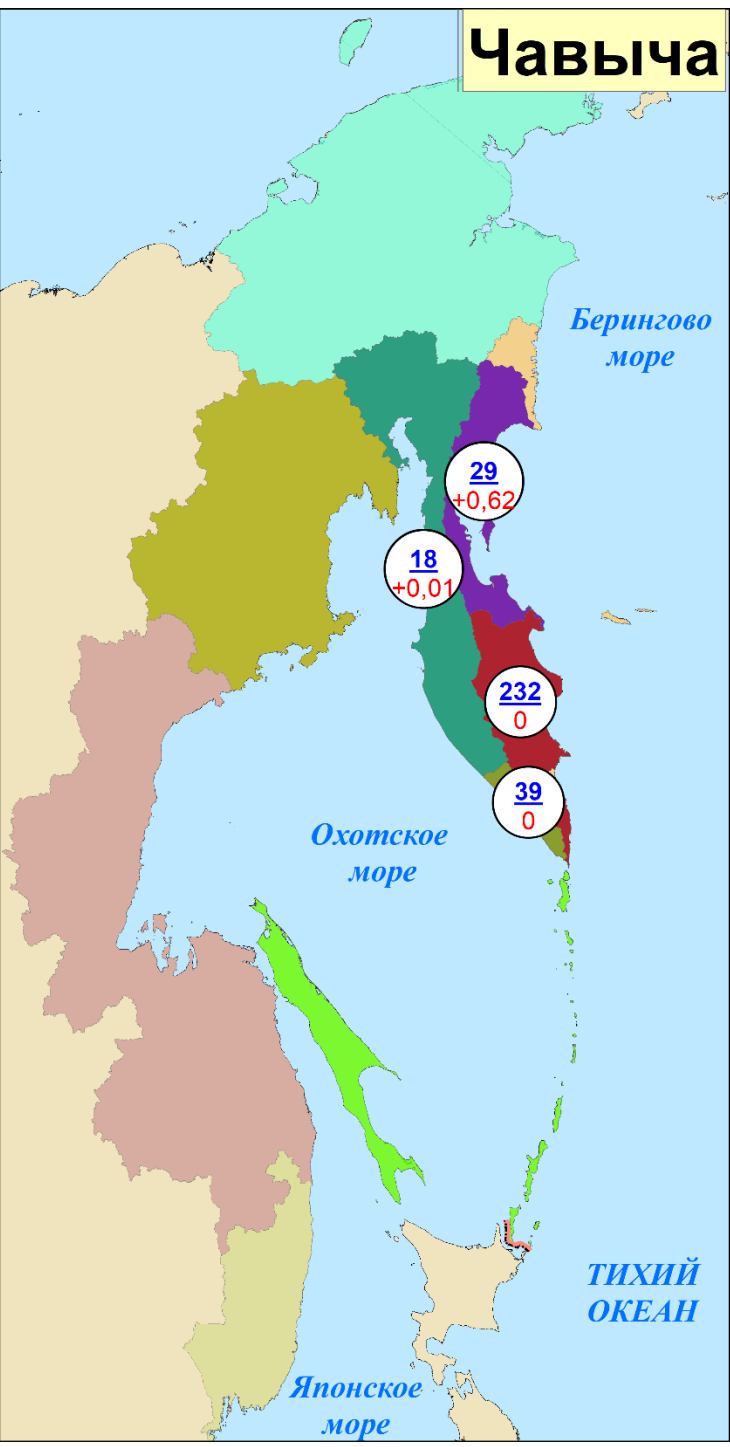 Чавыча
Берингово
море
29
+0,62
18
+0,01
232
0
39
0
Охотское
море
ТИХИЙ
ОКЕАН
Японское
море